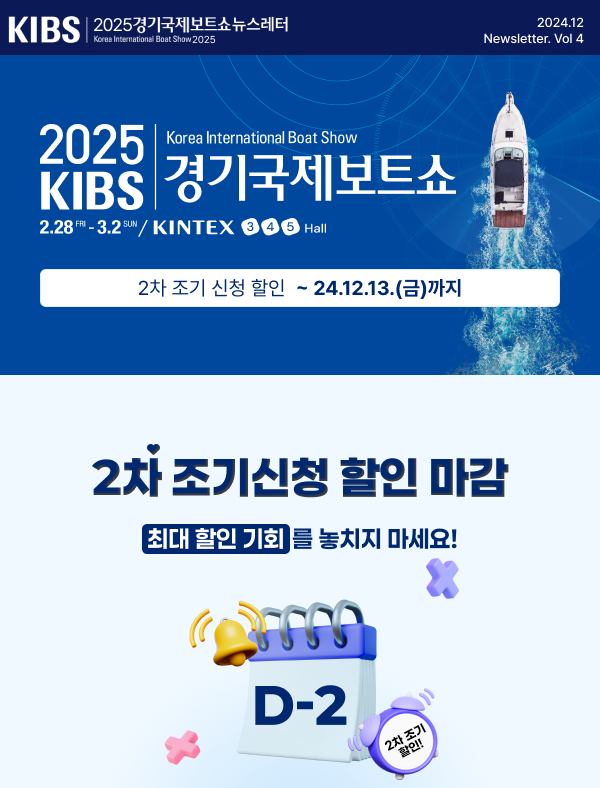 KIBS 2025경기국제보트쇼뉴스레터
Korea International Boat Show 2025
2024.12
Newsletter. Vol 4
2025
KIBS
Korea International Boat Show
경기국제보트쇼
2.28 FRI - 3.2 SUN / KINTEX 3 4 5 Hall
2차 조기 신청 할인 ~ 24.12.13.(금)까지
2차 조기신청 할인 마감
최대 할인 기회를 놓치지 마세요!
D-2
2차 조기
할인!